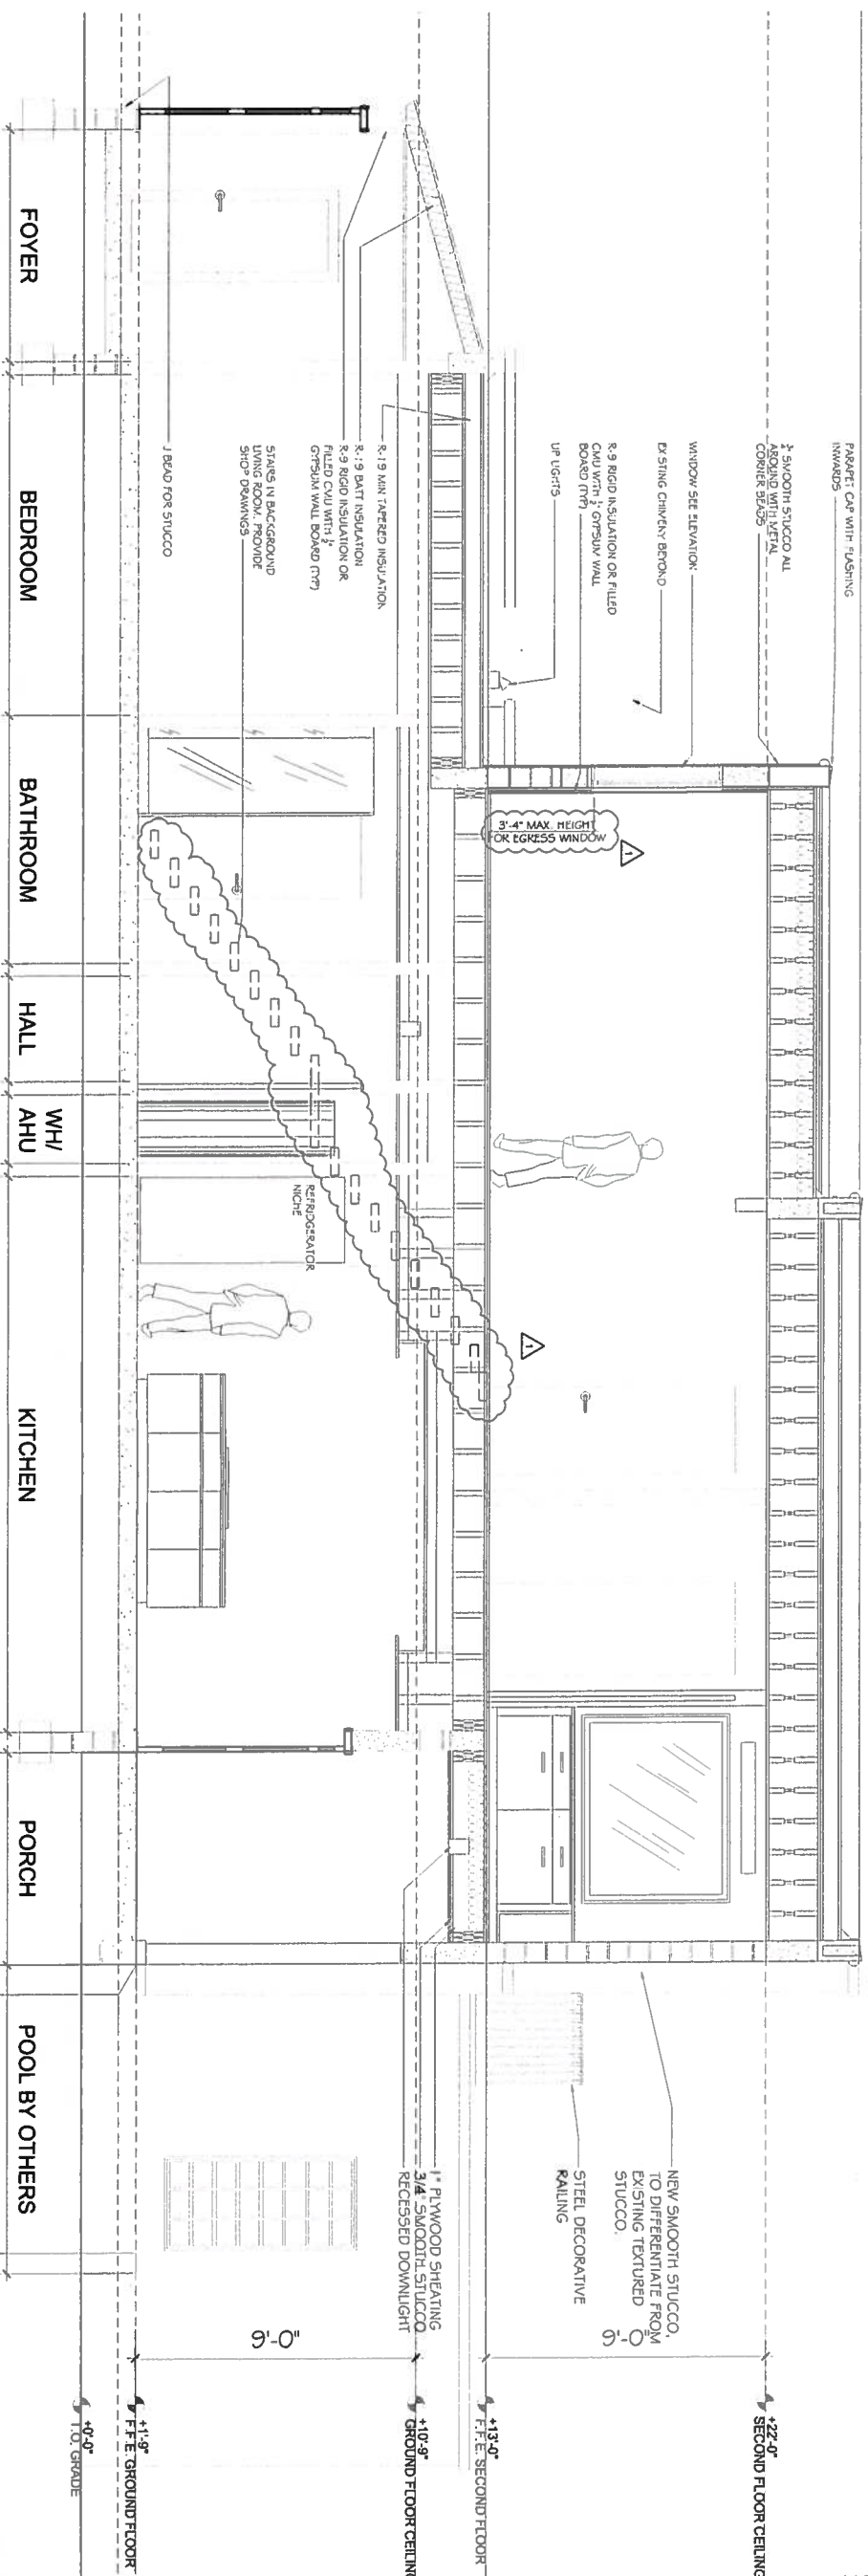 PARAPET CAP WITH FLASHING
INWARDS
SMOOTH STUCCO ALL
AROUND WITH METAL
CORNER BEADS
WINDOW SEE ELEVATION
EXISTING CHIMENY BEYOND
R-9 RIGID INSULATION OR FILLED
CMU WITH ½" GYPSUM WALL
BOARD (TYP)
UP LIGHTS
R-19 MIN TAPERED INSULATION
R-19 BATT INSULATION
R-9 RIGID INSULATION OR
FILLED CMU WITH ½"
GYPSUM WALL BOARD (TYP)
STAIRS IN BACKGROUND
LIVING ROOM. PROVIDE
SHOP DRAWINGS
J BEAD FOR STUCCO
3'-4" MAX. HEIGHT
FOR EGRESS WINDOW
1
1
REFRIDGERATOR
NICHE
NEW SMOOTH STUCCO,
TO DIFFERENTIATE FROM
EXISTING TEXTURED
STUCCO.
STEEL DECORATIVE
RAILING
1" PLYWOOD SHEATING
3/4" SMOOTH STUCCO
RECESSED DOWNLIGHT
9'-0"
9'-0"
+22'-0"
SECOND FLOOR CEILING
+13'-0"
F.F.E. SECOND FLOOR
+10'-9"
GROUND FLOOR CEILING
+1'-9"
F.F.E. GROUND FLOOR
+0'-0"
T.O. GRADE
FOYER
BEDROOM
BATHROOM
HALL
WH/
AHU
KITCHEN
PORCH
POOL BY OTHERS